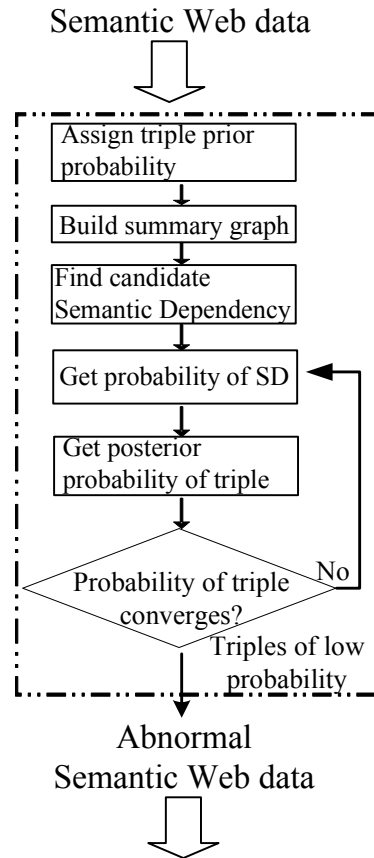 Semantic Web data
Assign triple prior
probability
Build summary graph
Find candidate
Semantic Dependency
Get probability of SD
Get posterior
probability of triple
Probability of triple
converges?
No
Triples of low
probability
Abnormal
Semantic Web data